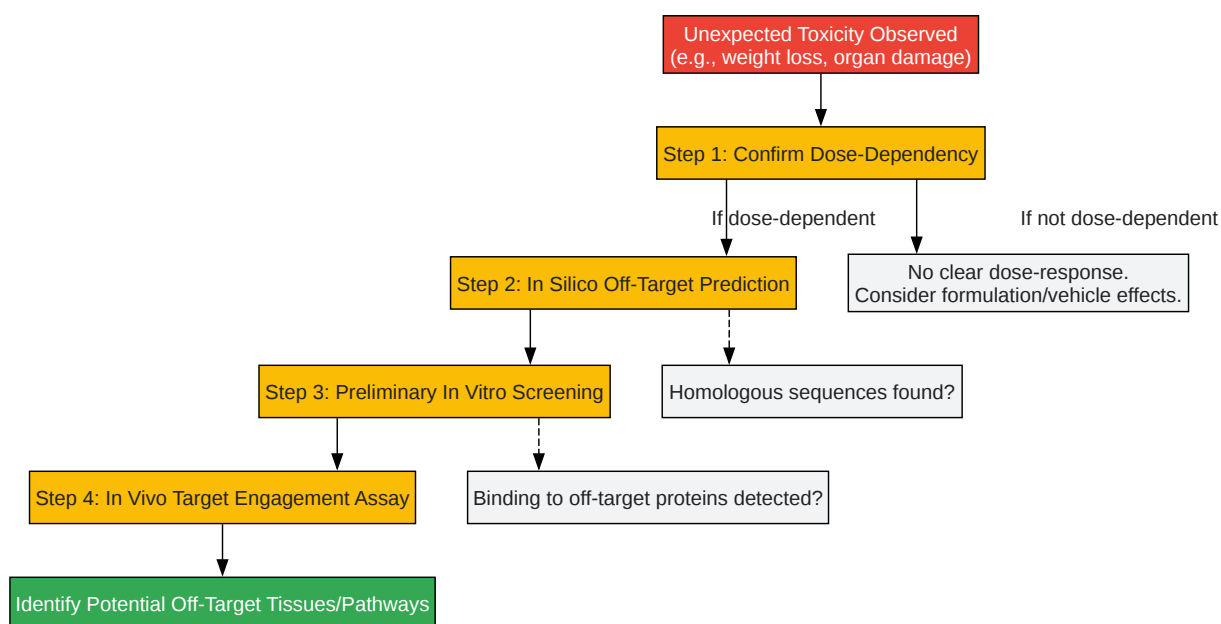 Unexpected Toxicity Observed
(e.g., weight loss, organ damage)
Step 1: Confirm Dose-Dependency
If dose-dependent
If not dose-dependent
Step 2: In Silico Off-Target Prediction
No clear dose-response.
Consider formulation/vehicle effects.
Step 3: Preliminary In Vitro Screening
Homologous sequences found?
Step 4: In Vivo Target Engagement Assay
Binding to off-target proteins detected?
Identify Potential Off-Target Tissues/Pathways